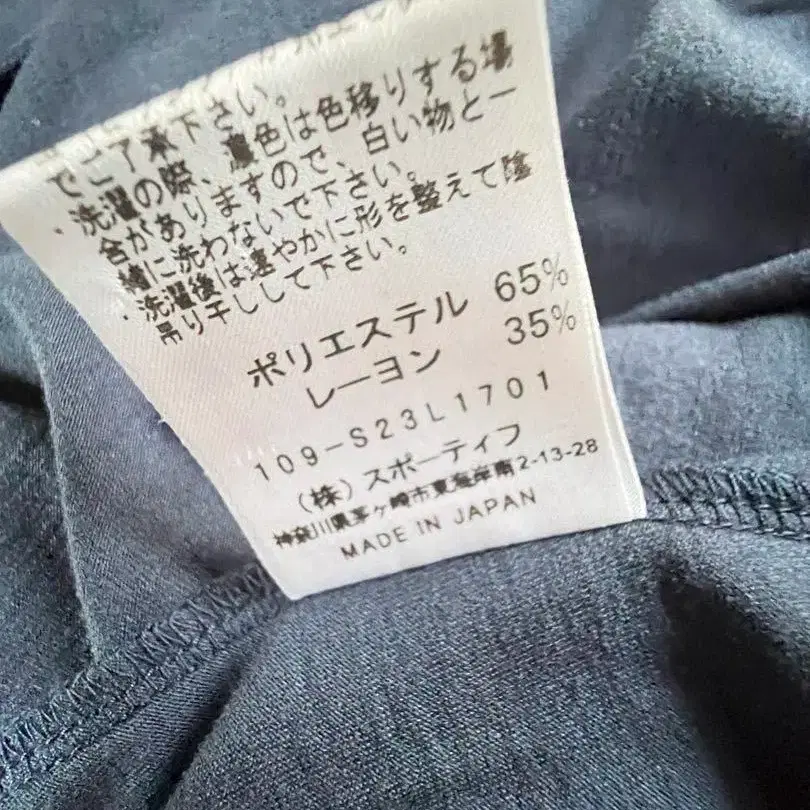 でご了承下さい。
・洗濯の際、濃色は色移りする場
合がありますので、白い物と一
緒に洗わないで下さい。
・洗濯後は速やかに形を整えて陰
吊り干しして下さい。
ポリエステル 65%
レーヨン 35%
109-S23L1701
(株)スポーティフ
神奈川県茅ヶ崎市東海岸南2-13-28
MADE IN JAPAN